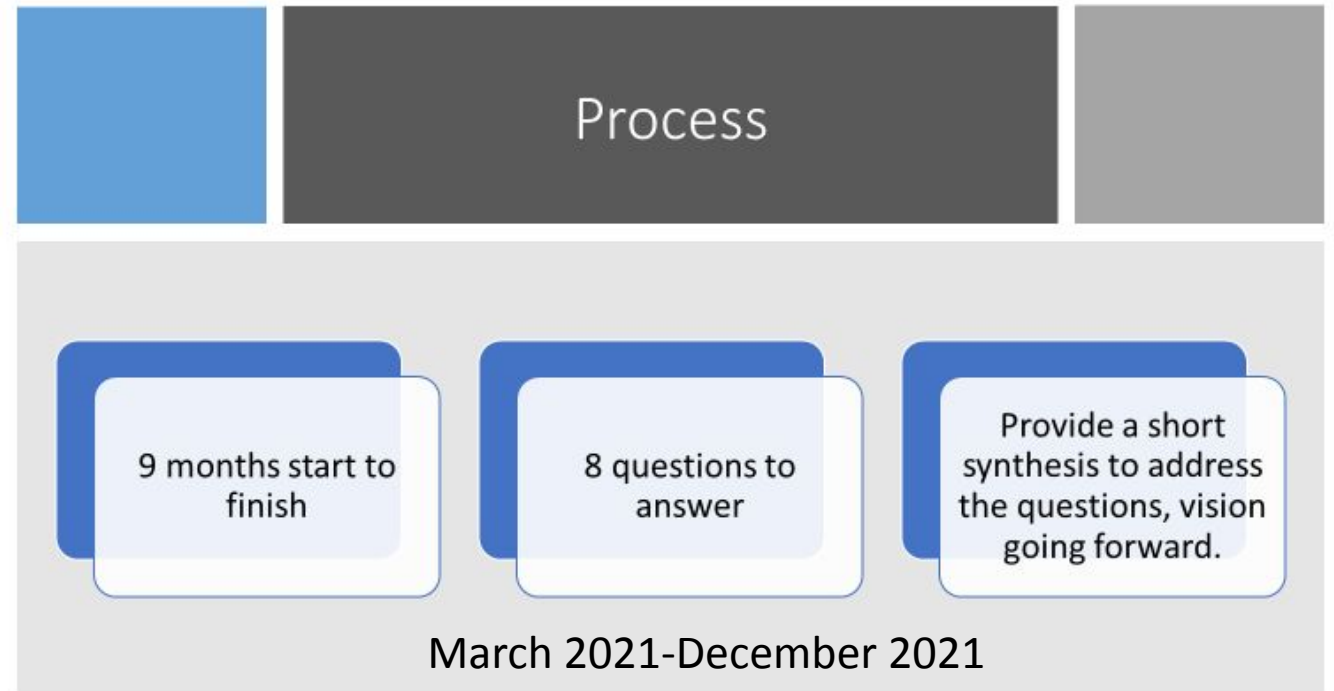 Process
9 months start to
finish
8 questions to
answer
Provide a short
synthesis to address
the questions, vision
going forward.
March 2021-December 2021